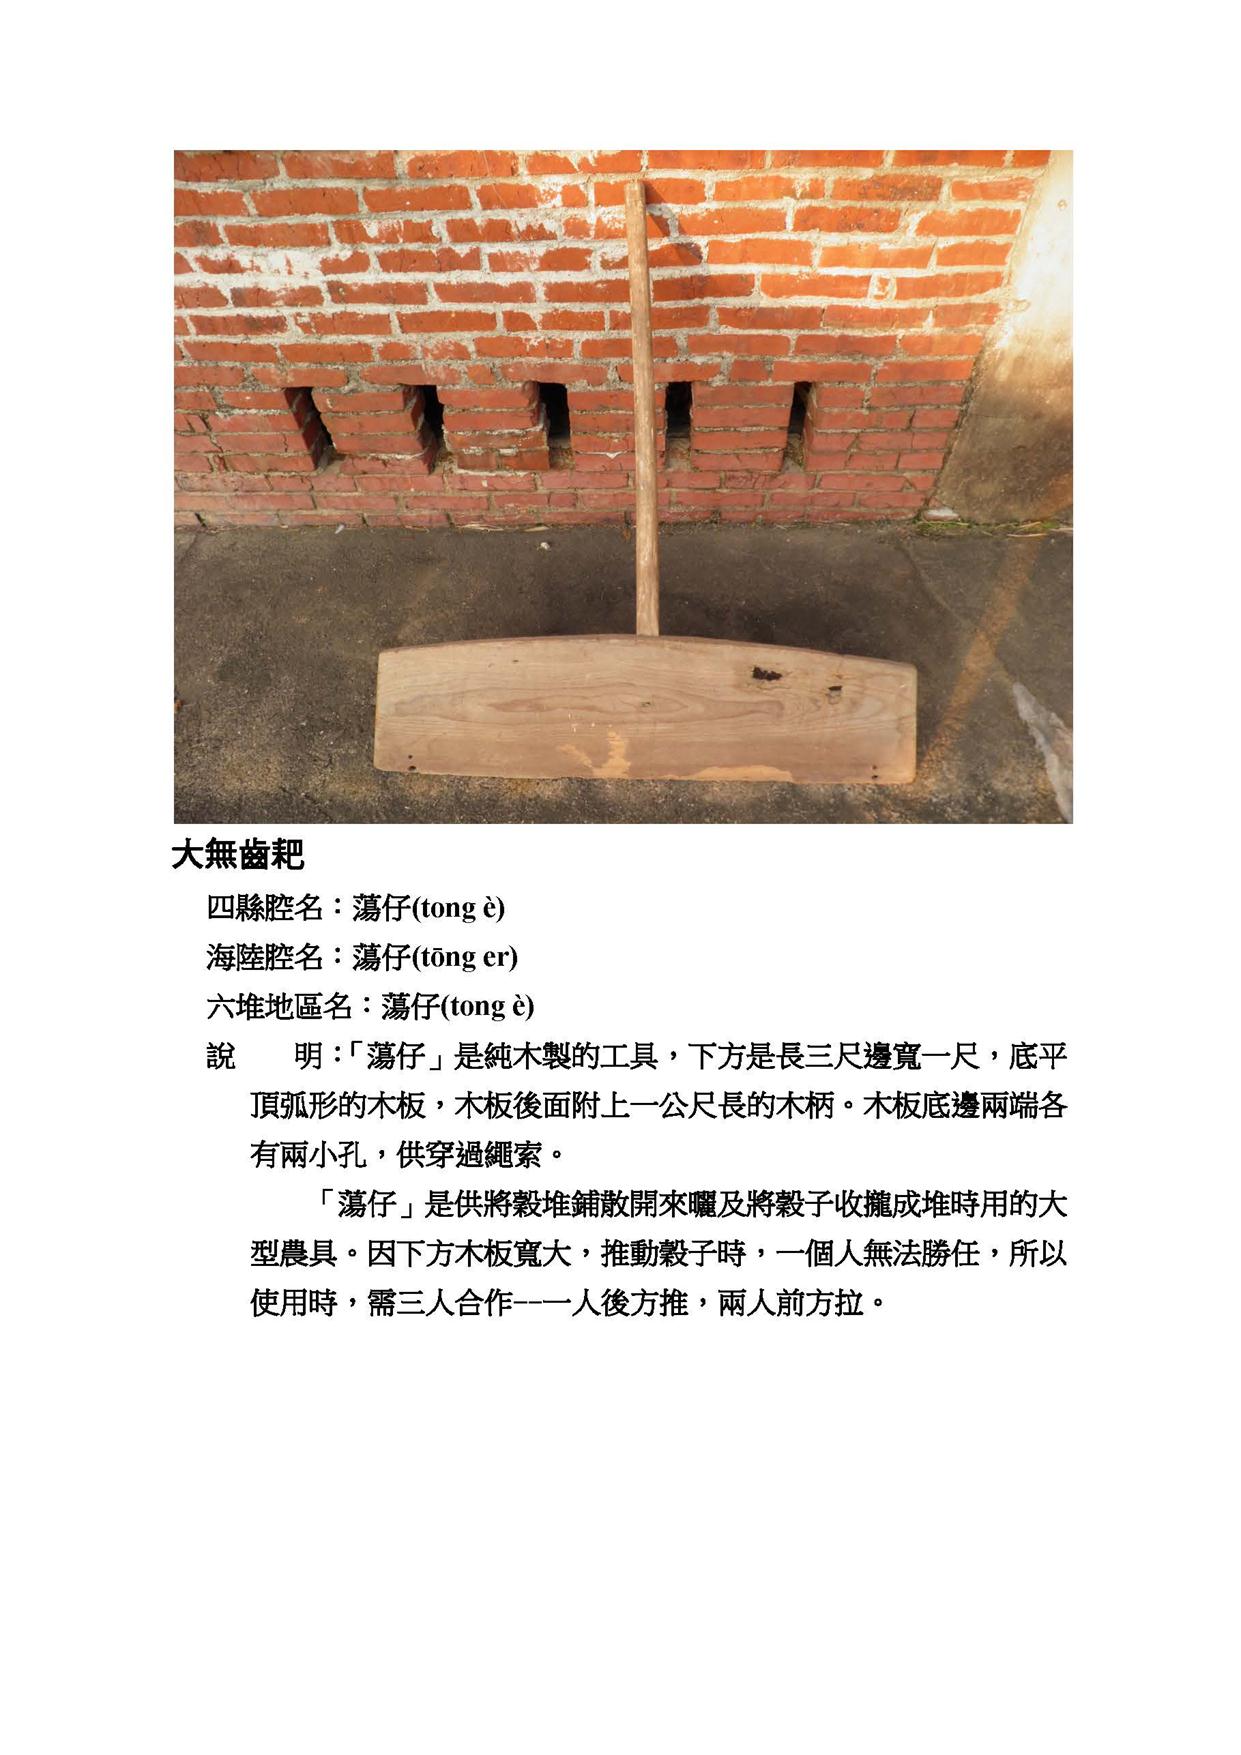 大無齒耙
四縣腔名：蕩仔(tong è)
海陸腔名：蕩仔(tōng er)
六堆地區名：蕩仔(tong è)
說　　明：「蕩仔」是純木製的工具，下方是長三尺邊寬一尺，底平
頂弧形的木板，木板後面附上一公尺長的木柄。木板底邊兩端各
有兩小孔，供穿過繩索。
「蕩仔」是供將穀堆鋪散開來曬及將穀子收攏成堆時用的大
型農具。因下方木板寬大，推動穀子時，一個人無法勝任，所以
使用時，需三人合作--一人後方推，兩人前方拉。